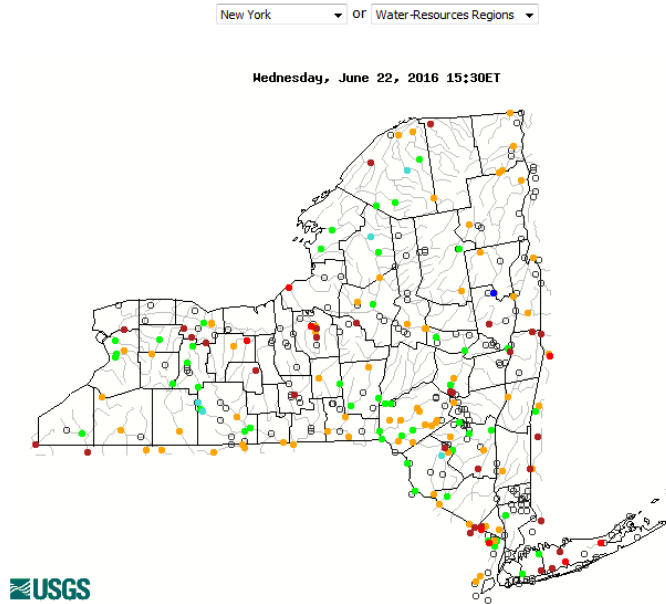 New York or Water-Resources Regions
Wednesday, June 22, 2016 15:30ET
USGS